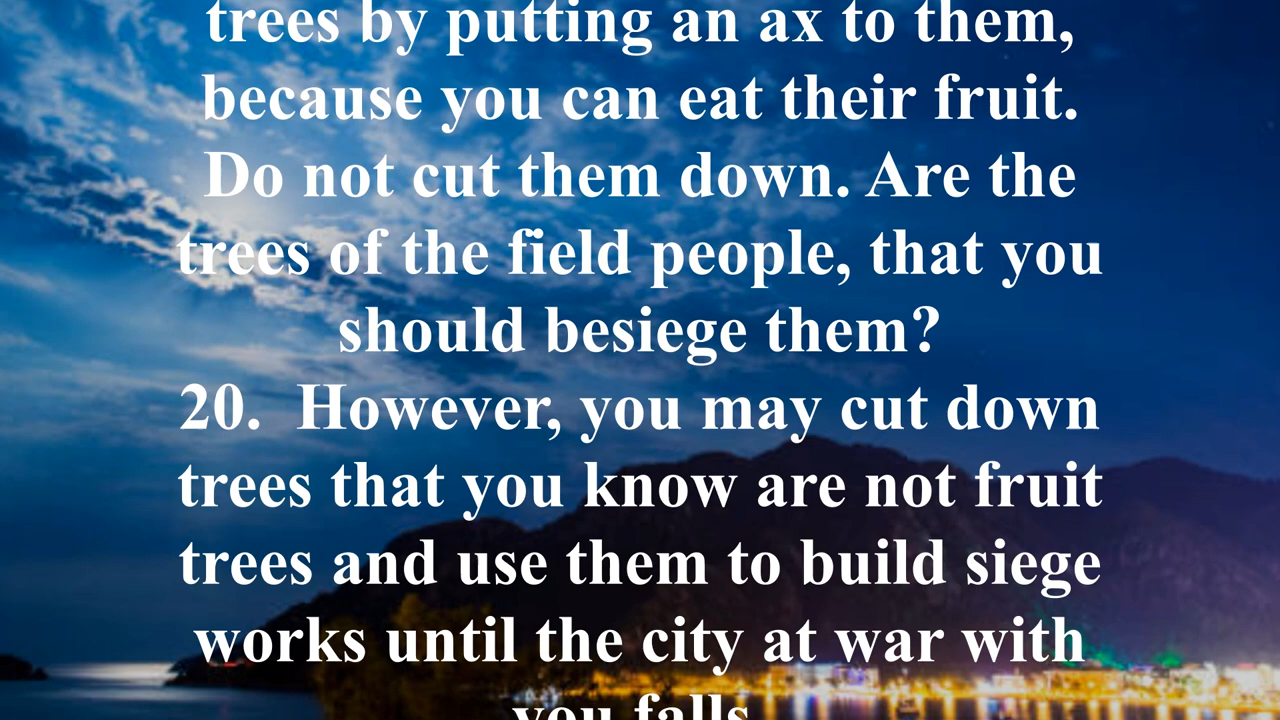 trees by putting an ax to them,
because you can eat their fruit.
Do not cut them down. Are the
trees of the field people, that you
should besiege them?
20.  However, you may cut down
trees that you know are not fruit
trees and use them to build siege
works until the city at war with
you falls